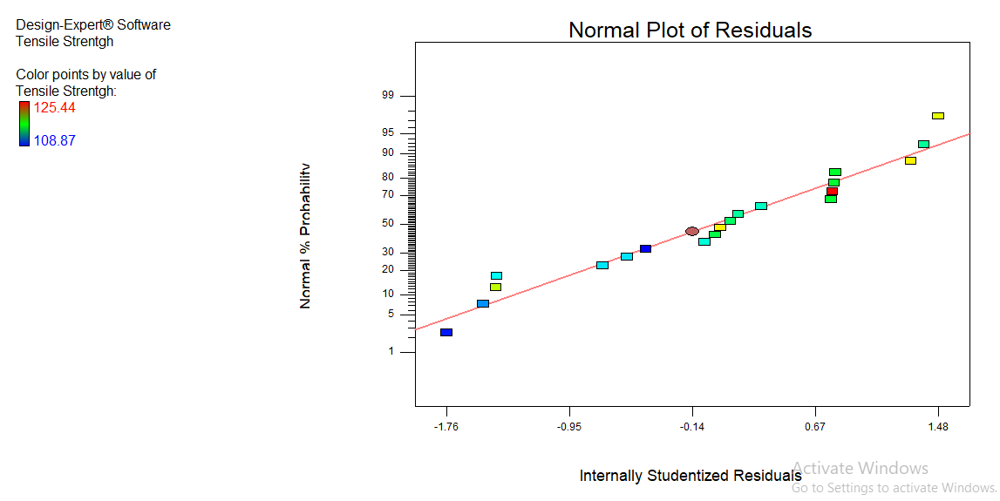 Design-Expert® Software
Tensile Strentgh
Color points by value of
Tensile Strentgh:
125.44
108.87
Normal Plot of Residuals
Normal % Probability
99
95
90
80
70
50
30
20
10
5
1
-1.76
-0.95
-0.14
0.67
1.48
Internally Studentized Residuals
Activate Windows
Go to Settings to activate Windows.